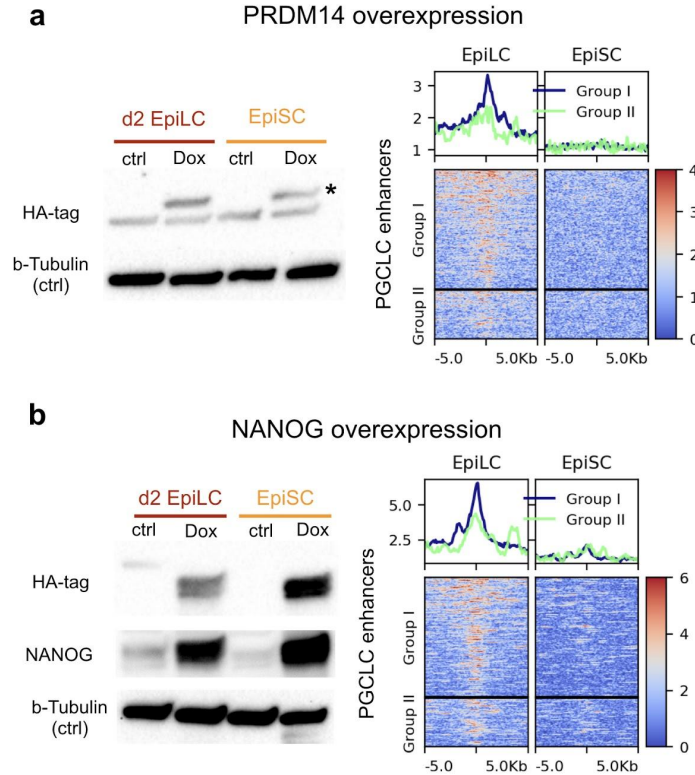 a
PRDM14 overexpression
d2 EpiLC EpiSC
ctrl Dox ctrl Dox
HA-tag *
b-Tubulin
(ctrl)
EpiLC EpiSC
3
2
1
Group I
Group II
PGCLC enhancers
Group I
Group II
4
3
2
1
0
-5.0 5.0Kb -5.0 5.0Kb
b
NANOG overexpression
d2 EpiLC EpiSC
ctrl Dox ctrl Dox
HA-tag
NANOG
b-Tubulin
(ctrl)
EpiLC EpiSC
5.0
2.5
Group I
Group II
PGCLC enhancers
Group I
Group II
6
4
2
0
-5.0 5.0Kb -5.0 5.0Kb